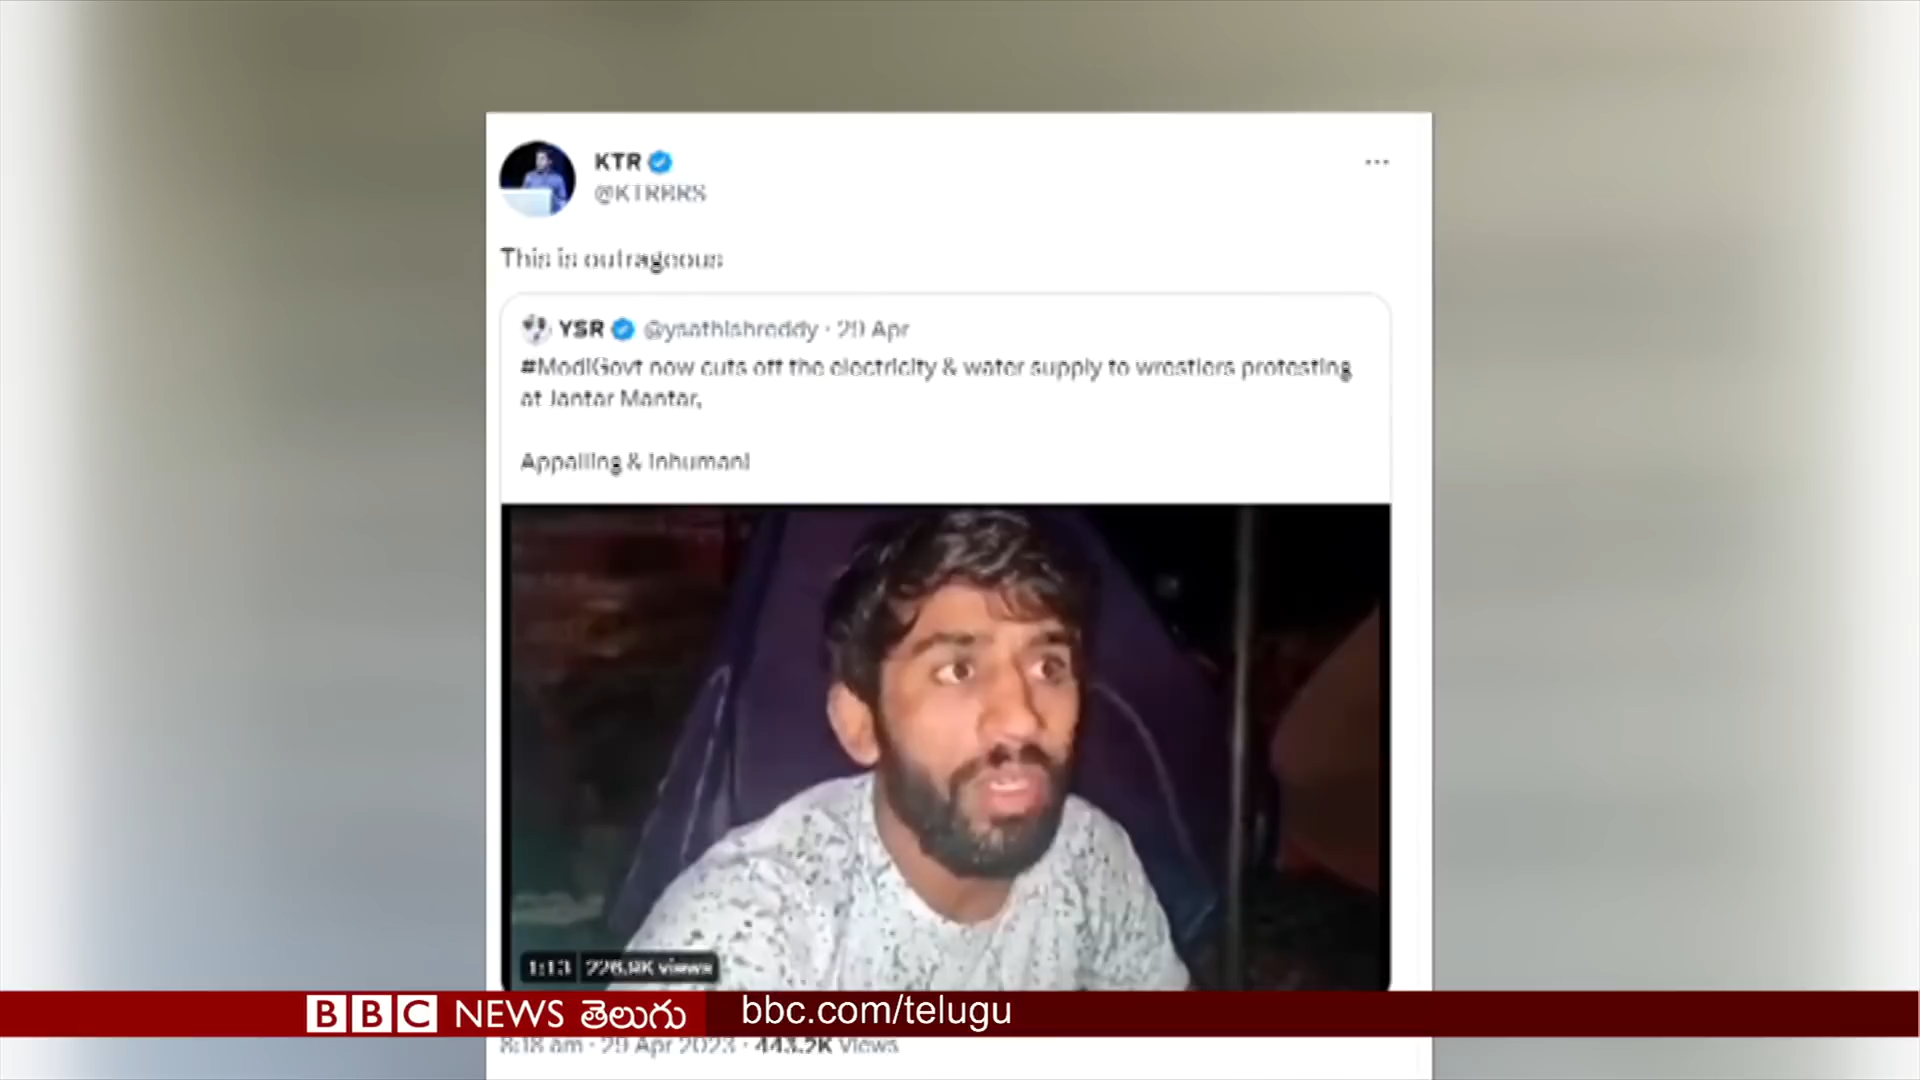 KTR
@KTRBRS
This is outrageous
YSR @ysathishreddy · 29 Apr
#ModiGovt now cuts off the electricity & water supply to wrestlers protesting
at Jantar Mantar,
Appalling & inhuman!
1:13 views
BBC NEWS తెలుగు bbc.com/telugu
8:18 am · 29 Apr 2023 · 443.2K Views